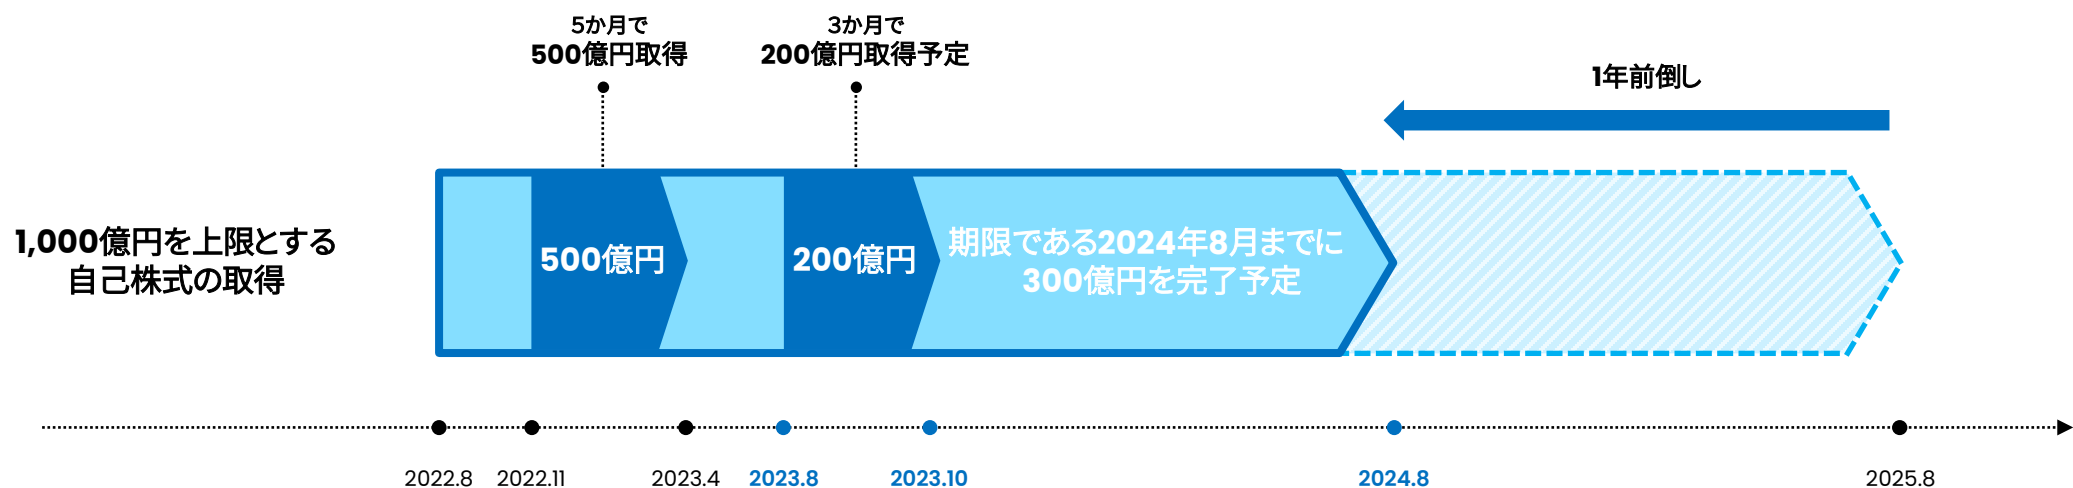 5か月で
500億円取得
3か月で
200億円取得予定
1年前倒し
1,000億円を上限とする
自己株式の取得
500億円
200億円
期限である2024年8月までに
300億円を完了予定
2022.8
2022.11
2023.4
2023.8
2023.10
2024.8
2025.8